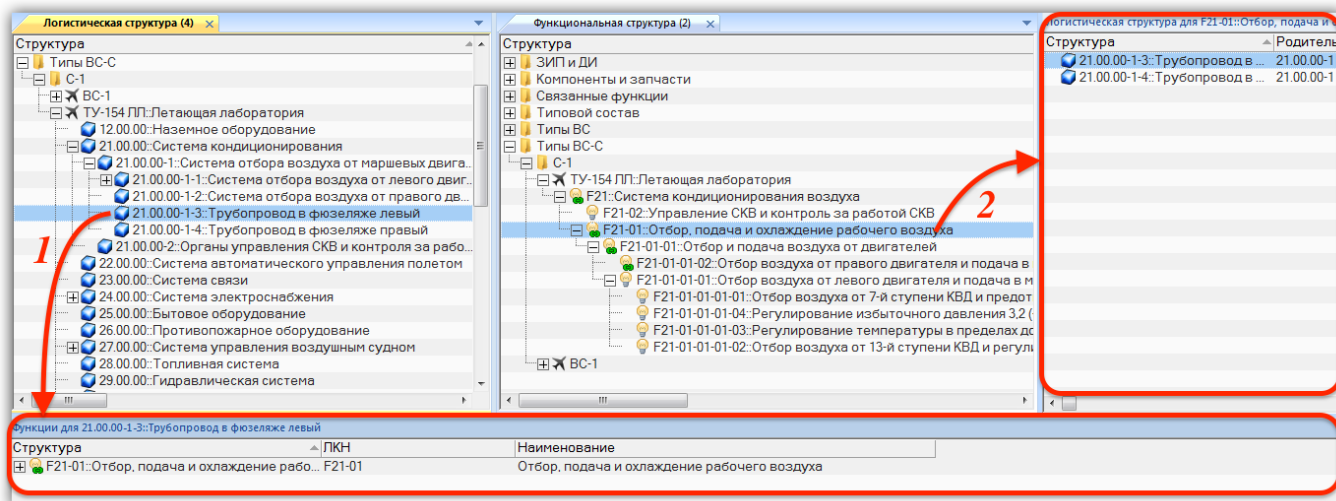 Логистическая структура (4)
Структура
Типы ВС-С
С-1
ВС-1
ТУ-154 ЛЛ::Летающая лаборатория
12.00.00::Наземное оборудование
21.00.00::Система кондиционирования
21.00.00-1::Система отбора воздуха от маршевых двига...
21.00.00-1-1::Система отбора воздуха от левого двиг...
21.00.00-1-2::Система отбора воздуха от правого дв...
21.00.00-1-3::Трубопровод в фюзеляже левый
21.00.00-1-4::Трубопровод в фюзеляже правый
21.00.00-2::Органы управления СКВ и контроля за рабо...
22.00.00::Система автоматического управления полетом
23.00.00::Система связи
24.00.00::Система электроснабжения
25.00.00::Бытовое оборудование
26.00.00::Противопожарное оборудование
27.00.00::Система управления воздушным судном
28.00.00::Топливная система
29.00.00::Гидравлическая система
1
Функциональная структура (2)
Структура
ЗИП и ДИ
Компоненты и запчасти
Связанные функции
Типовой состав
Типы ВС
Типы ВС-С
С-1
ТУ-154 ЛЛ::Летающая лаборатория
F21::Система кондиционирования воздуха
F21-02::Управление СКВ и контроль за работой СКВ
F21-01::Отбор, подача и охлаждение рабочего воздуха
F21-01-01::Отбор и подача воздуха от двигателей
F21-01-01-02::Отбор воздуха от правого двигателя и подача в
F21-01-01-01::Отбор воздуха от левого двигателя и подача в м
F21-01-01-01-01::Отбор воздуха от 7-й ступени КВД и предот
F21-01-01-01-04::Регулирование избыточного давления 3,2 (
F21-01-01-01-03::Регулирование температуры в пределах до
F21-01-01-01-02::Отбор воздуха от 13-й ступени КВД и регули
ВС-1
2
Логистическая структура для F21-01::Отбор, подача и
Структура Родитель
21.00.00-1-3::Трубопровод в ... 21.00.00-1
21.00.00-1-4::Трубопровод в ... 21.00.00-1
Функции для 21.00.00-1-3::Трубопровод в фюзеляже левый
Структура ЛКН Наименование
F21-01::Отбор, подача и охлаждение рабо... F21-01 Отбор, подача и охлаждение рабочего воздуха